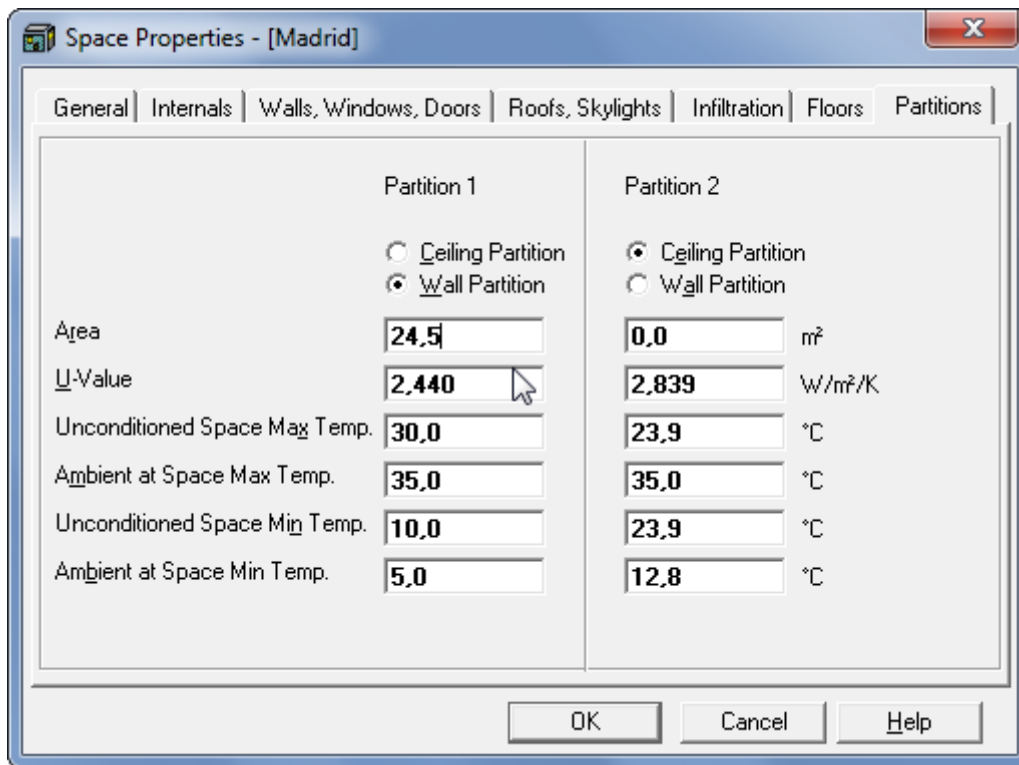 Space Properties - [Madrid]
General Internals Walls, Windows, Doors Roofs, Skylights Infiltration Floors Partitions
Partition 1 Partition 2
Ceiling Partition Ceiling Partition
Wall Partition Wall Partition
Area 24,5 0,0 m²
U-Value 2,440 2,839 W/m²/K
Unconditioned Space Max Temp. 30,0 23,9 °C
Ambient at Space Max Temp. 35,0 35,0 °C
Unconditioned Space Min Temp. 10,0 23,9 °C
Ambient at Space Min Temp. 5,0 12,8 °C
OK Cancel Help